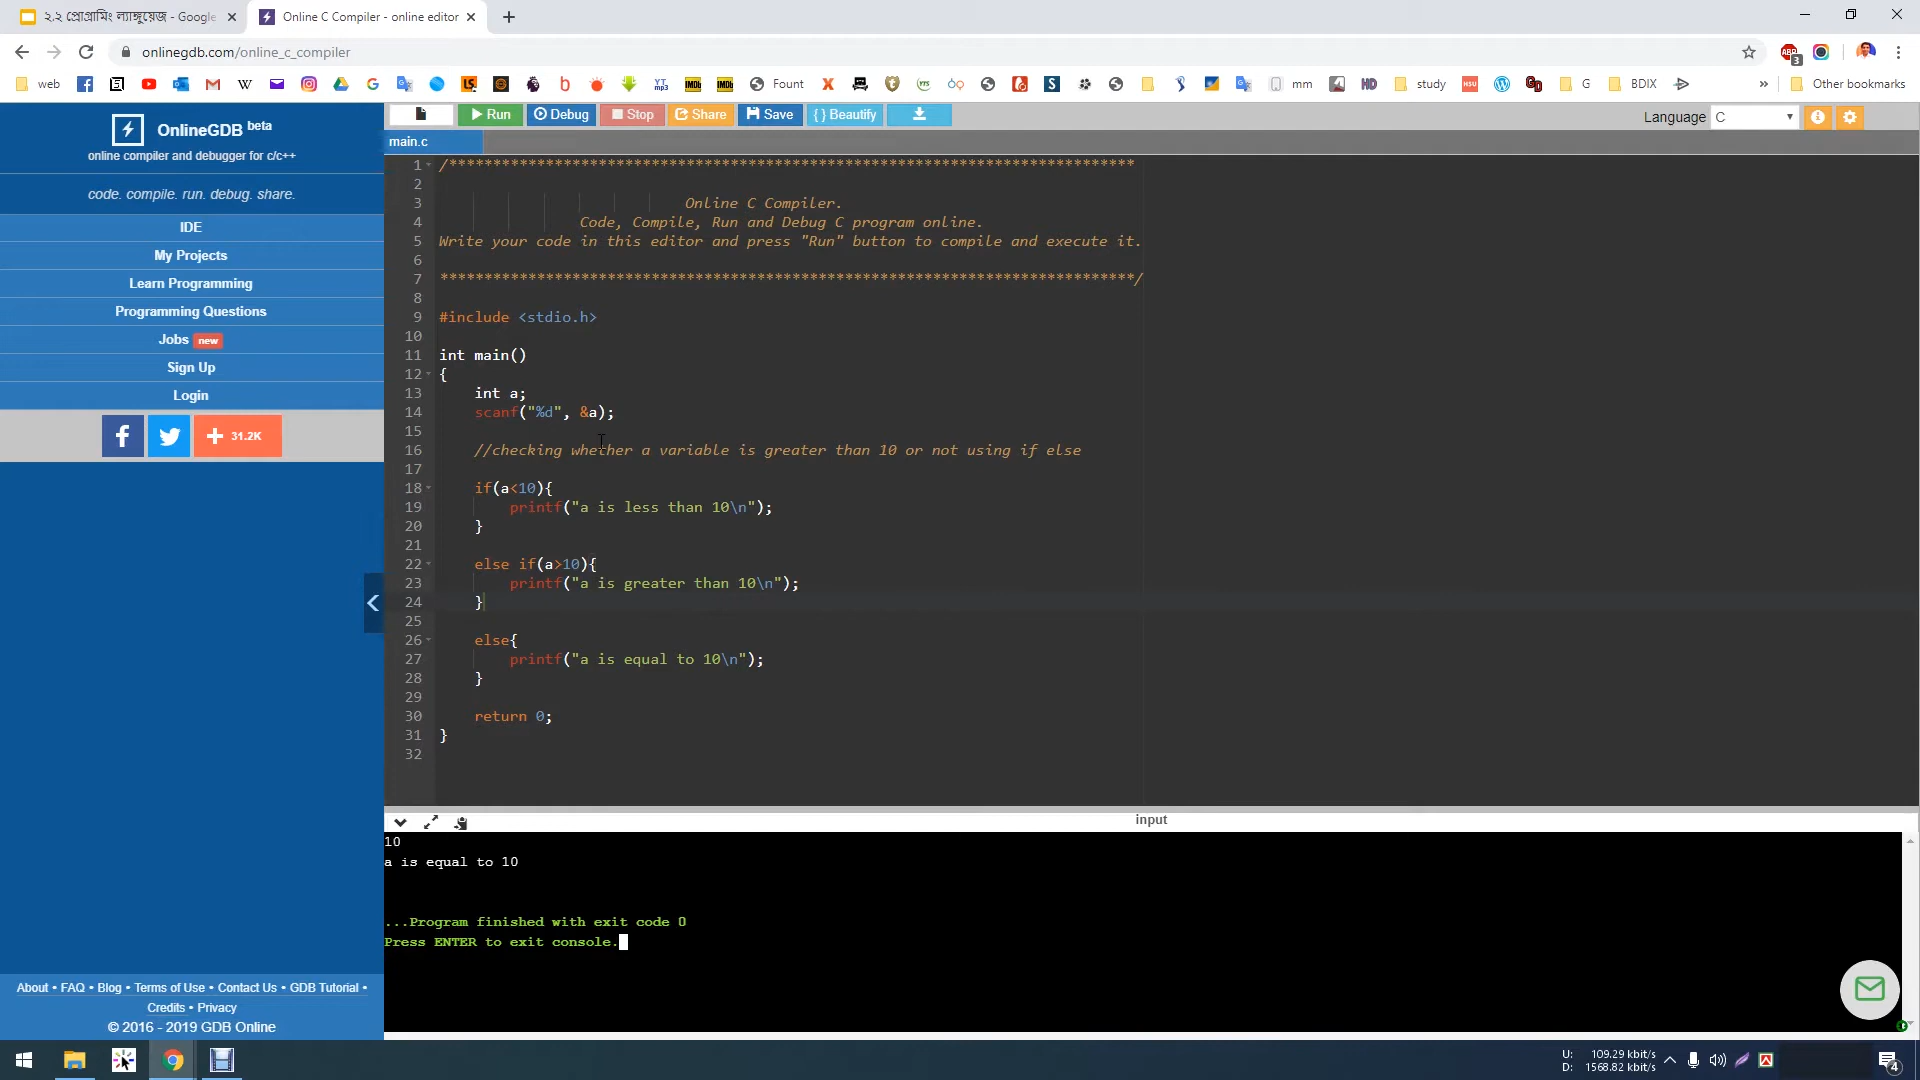 ২.২ প্রোগ্রামিং ল্যাঙ্গুয়েজ - Google
Online C Compiler - online editor
onlinegdb.com/online_c_compiler
web
Fount
mm
study
G
BDIX
»
Other bookmarks
OnlineGDB beta
online compiler and debugger for c/c++
code. compile. run. debug. share.
IDE
My Projects
Learn Programming
Programming Questions
Jobs new
Sign Up
Login
31.2K
Run Debug Stop Share Save { } Beautify
Language C
main.c
1 /******************************************************************************
2
3 Online C Compiler.
4 Code, Compile, Run and Debug C program online.
5 Write your code in this editor and press "Run" button to compile and execute it.
6
7 *******************************************************************************/
8
9 #include <stdio.h>
10
11 int main()
12 {
13 int a;
14 scanf("%d", &a);
15
16 //checking whether a variable is greater than 10 or not using if else
17
18 if(a<10){
19 printf("a is less than 10\n");
20 }
21
22 else if(a>10){
23 printf("a is greater than 10\n");
24 }
25
26 else{
27 printf("a is equal to 10\n");
28 }
29
30 return 0;
31 }
32
input
10
a is equal to 10
...Program finished with exit code 0
Press ENTER to exit console.
About • FAQ • Blog • Terms of Use • Contact Us • GDB Tutorial •
Credits • Privacy
© 2016 - 2019 GDB Online
U: 109.29 kbit/s
D: 1568.82 kbit/s
4